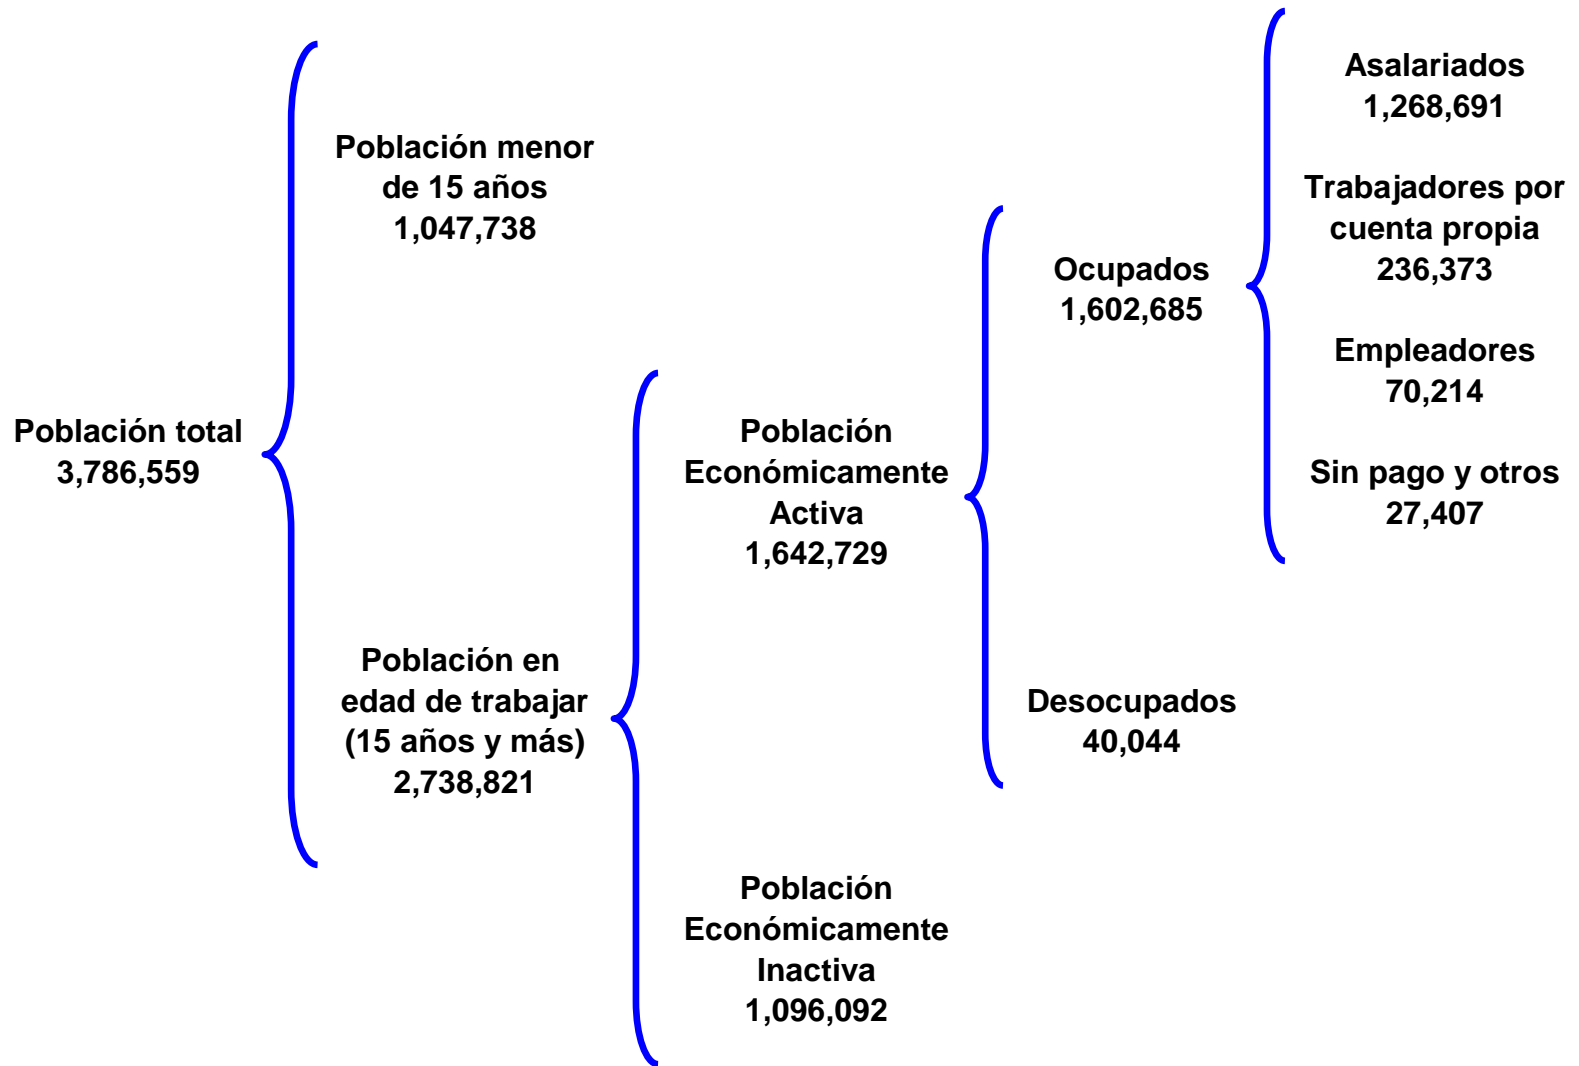 Población total
3,786,559
Población menor
de 15 años
1,047,738
Población en
edad de trabajar
(15 años y más)
2,738,821
Población
Económicamente
Activa
1,642,729
Población
Económicamente
Inactiva
1,096,092
Ocupados
1,602,685
Desocupados
40,044
Asalariados
1,268,691
Trabajadores por
cuenta propia
236,373
Empleadores
70,214
Sin pago y otros
27,407